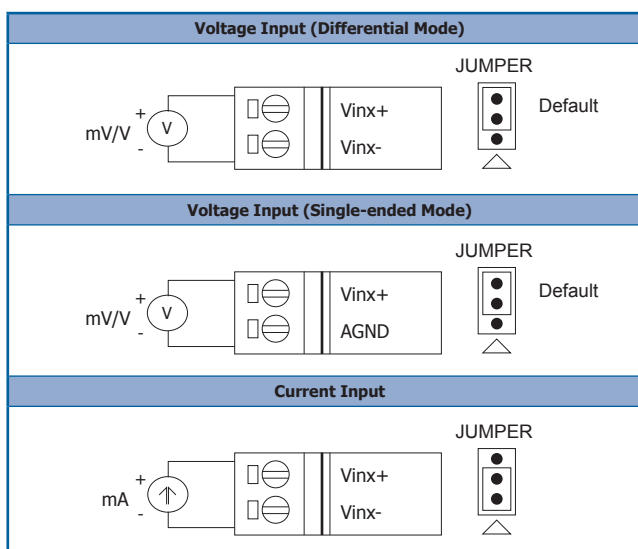 Voltage Input (Differential Mode)
JUMPER
+
mV/V
V
-
Vinx+
Vinx-
Default
Voltage Input (Single-ended Mode)
JUMPER
+
mV/V
V
-
Vinx+
AGND
Default
Current Input
JUMPER
+
mA
-
Vinx+
Vinx-